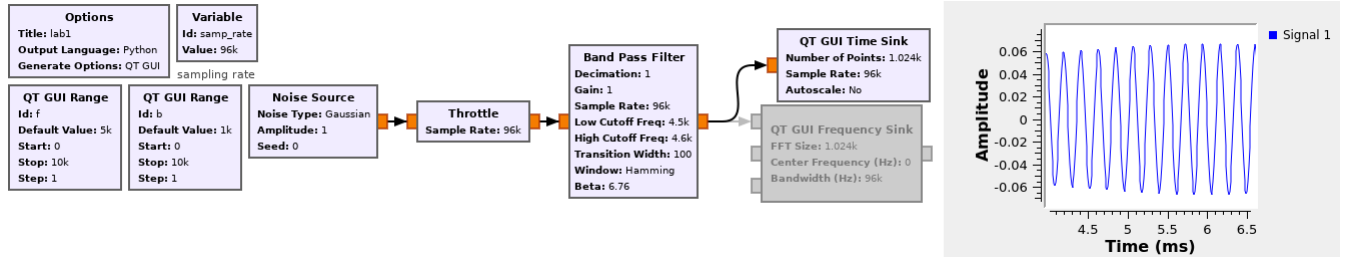 Options
Title: lab1
Output Language: Python
Generate Options: QT GUI
Variable
Id: samp_rate
Value: 96k
sampling rate
QT GUI Range
Id: f
Default Value: 5k
Start: 0
Stop: 10k
Step: 1
QT GUI Range
Id: b
Default Value: 1k
Start: 0
Stop: 10k
Step: 1
Noise Source
Noise Type: Gaussian
Amplitude: 1
Seed: 0
Throttle
Sample Rate: 96k
Band Pass Filter
Decimation: 1
Gain: 1
Sample Rate: 96k
Low Cutoff Freq: 4.5k
High Cutoff Freq: 4.6k
Transition Width: 100
Window: Hamming
Beta: 6.76
QT GUI Time Sink
Number of Points: 1.024k
Sample Rate: 96k
Autoscale: No
QT GUI Frequency Sink
FFT Size: 1.024k
Center Frequency (Hz): 0
Bandwidth (Hz): 96k
Amplitude
0.06
0.04
0.02
0
-0.02
-0.04
-0.06
4.5 5 5.5 6 6.5
Time (ms)
Signal 1